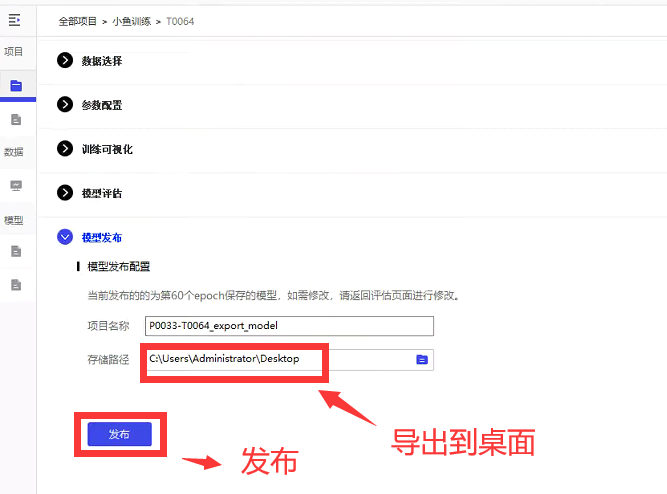 全部项目 > 小鱼训练 > T0064
项目
数据选择
参数配置
数据
训练可视化
模型评估
模型
模型发布
模型发布配置
当前发布的的为第60个epoch保存的模型，如需修改，请返回评估页面进行修改。
项目名称 P0033-T0064_export_model
存储路径 C:\Users\Administrator\Desktop
导出到桌面
发布
发布